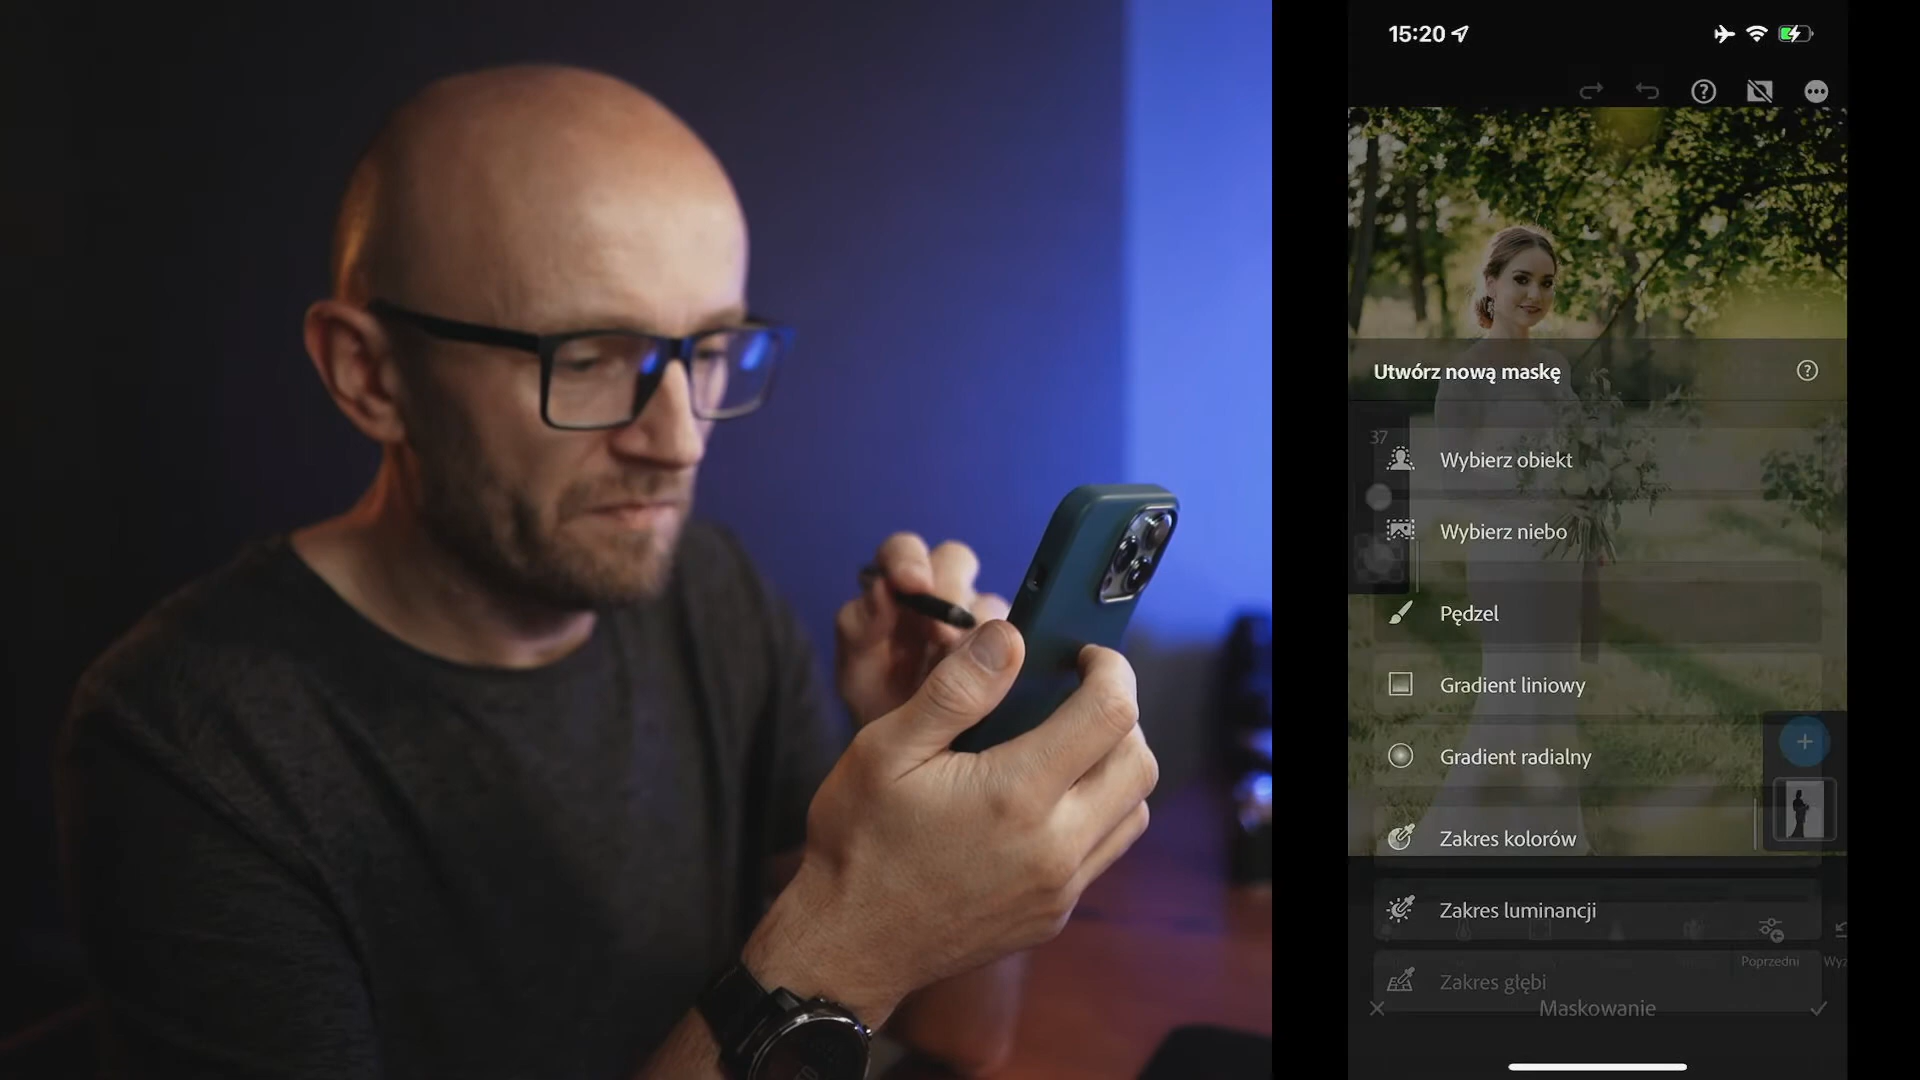 15:20
Utwórz nową maskę
37
Wybierz obiekt
Wybierz niebo
Pędzel
Gradient liniowy
Gradient radialny
Zakres kolorów
Zakres luminancji
Poprzedni
Zakres głębi
Maskowanie